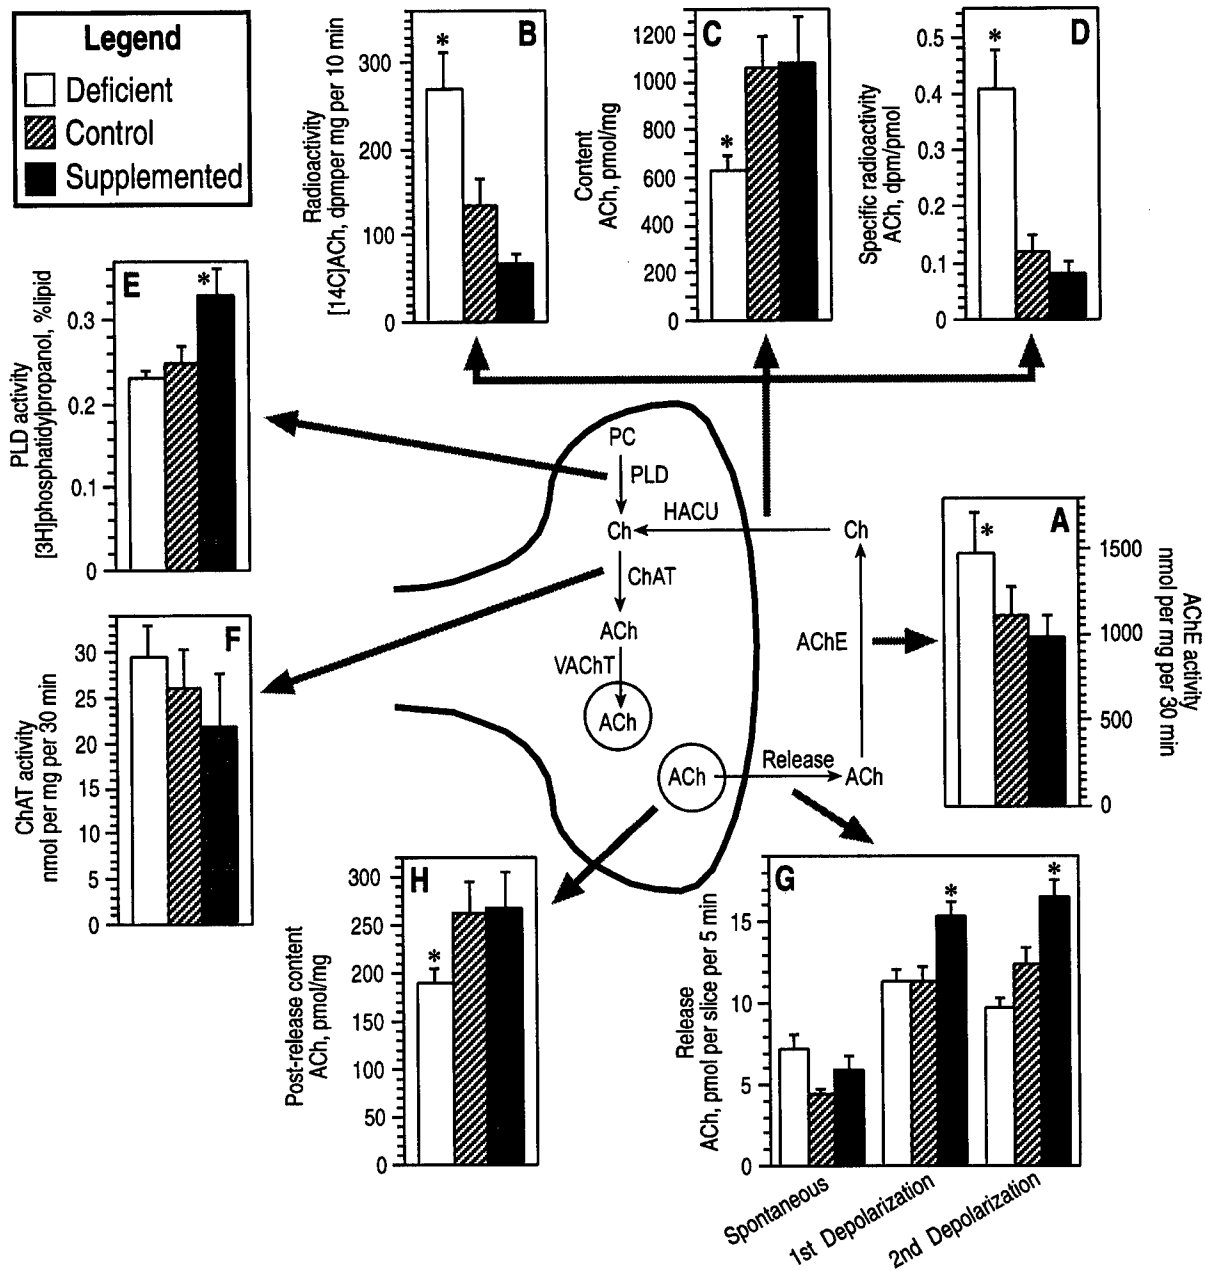 Legend
Deficient
Control
Supplemented
B
Radioactivity
[14C]ACh, dpmper mg per 10 min
300
200
100
0
*
C
Content
ACh, pmol/mg
1200
1000
800
600
400
200
0
*
D
Specific radioactivity
ACh, dpm/pmol
0.5
0.4
0.3
0.2
0.1
0
*
E
PLD activity
[3H]phosphatidylpropanol, %lipid
0.3
0.2
0.1
0
*
PC
PLD
HACU
Ch
Ch
ChAT
ACh
AChE
VAChT
ACh
ACh
Release
ACh
A
*
1500
1000
500
0
AChE activity
nmol per mg per 30 min
F
ChAT activity
nmol per mg per 30 min
30
25
20
15
10
5
0
H
Post-release content
ACh, pmol/mg
300
250
200
150
100
50
0
*
G
Release
ACh, pmol per slice per 5 min
15
10
5
0
*
*
Spontaneous
1st Depolarization
2nd Depolarization